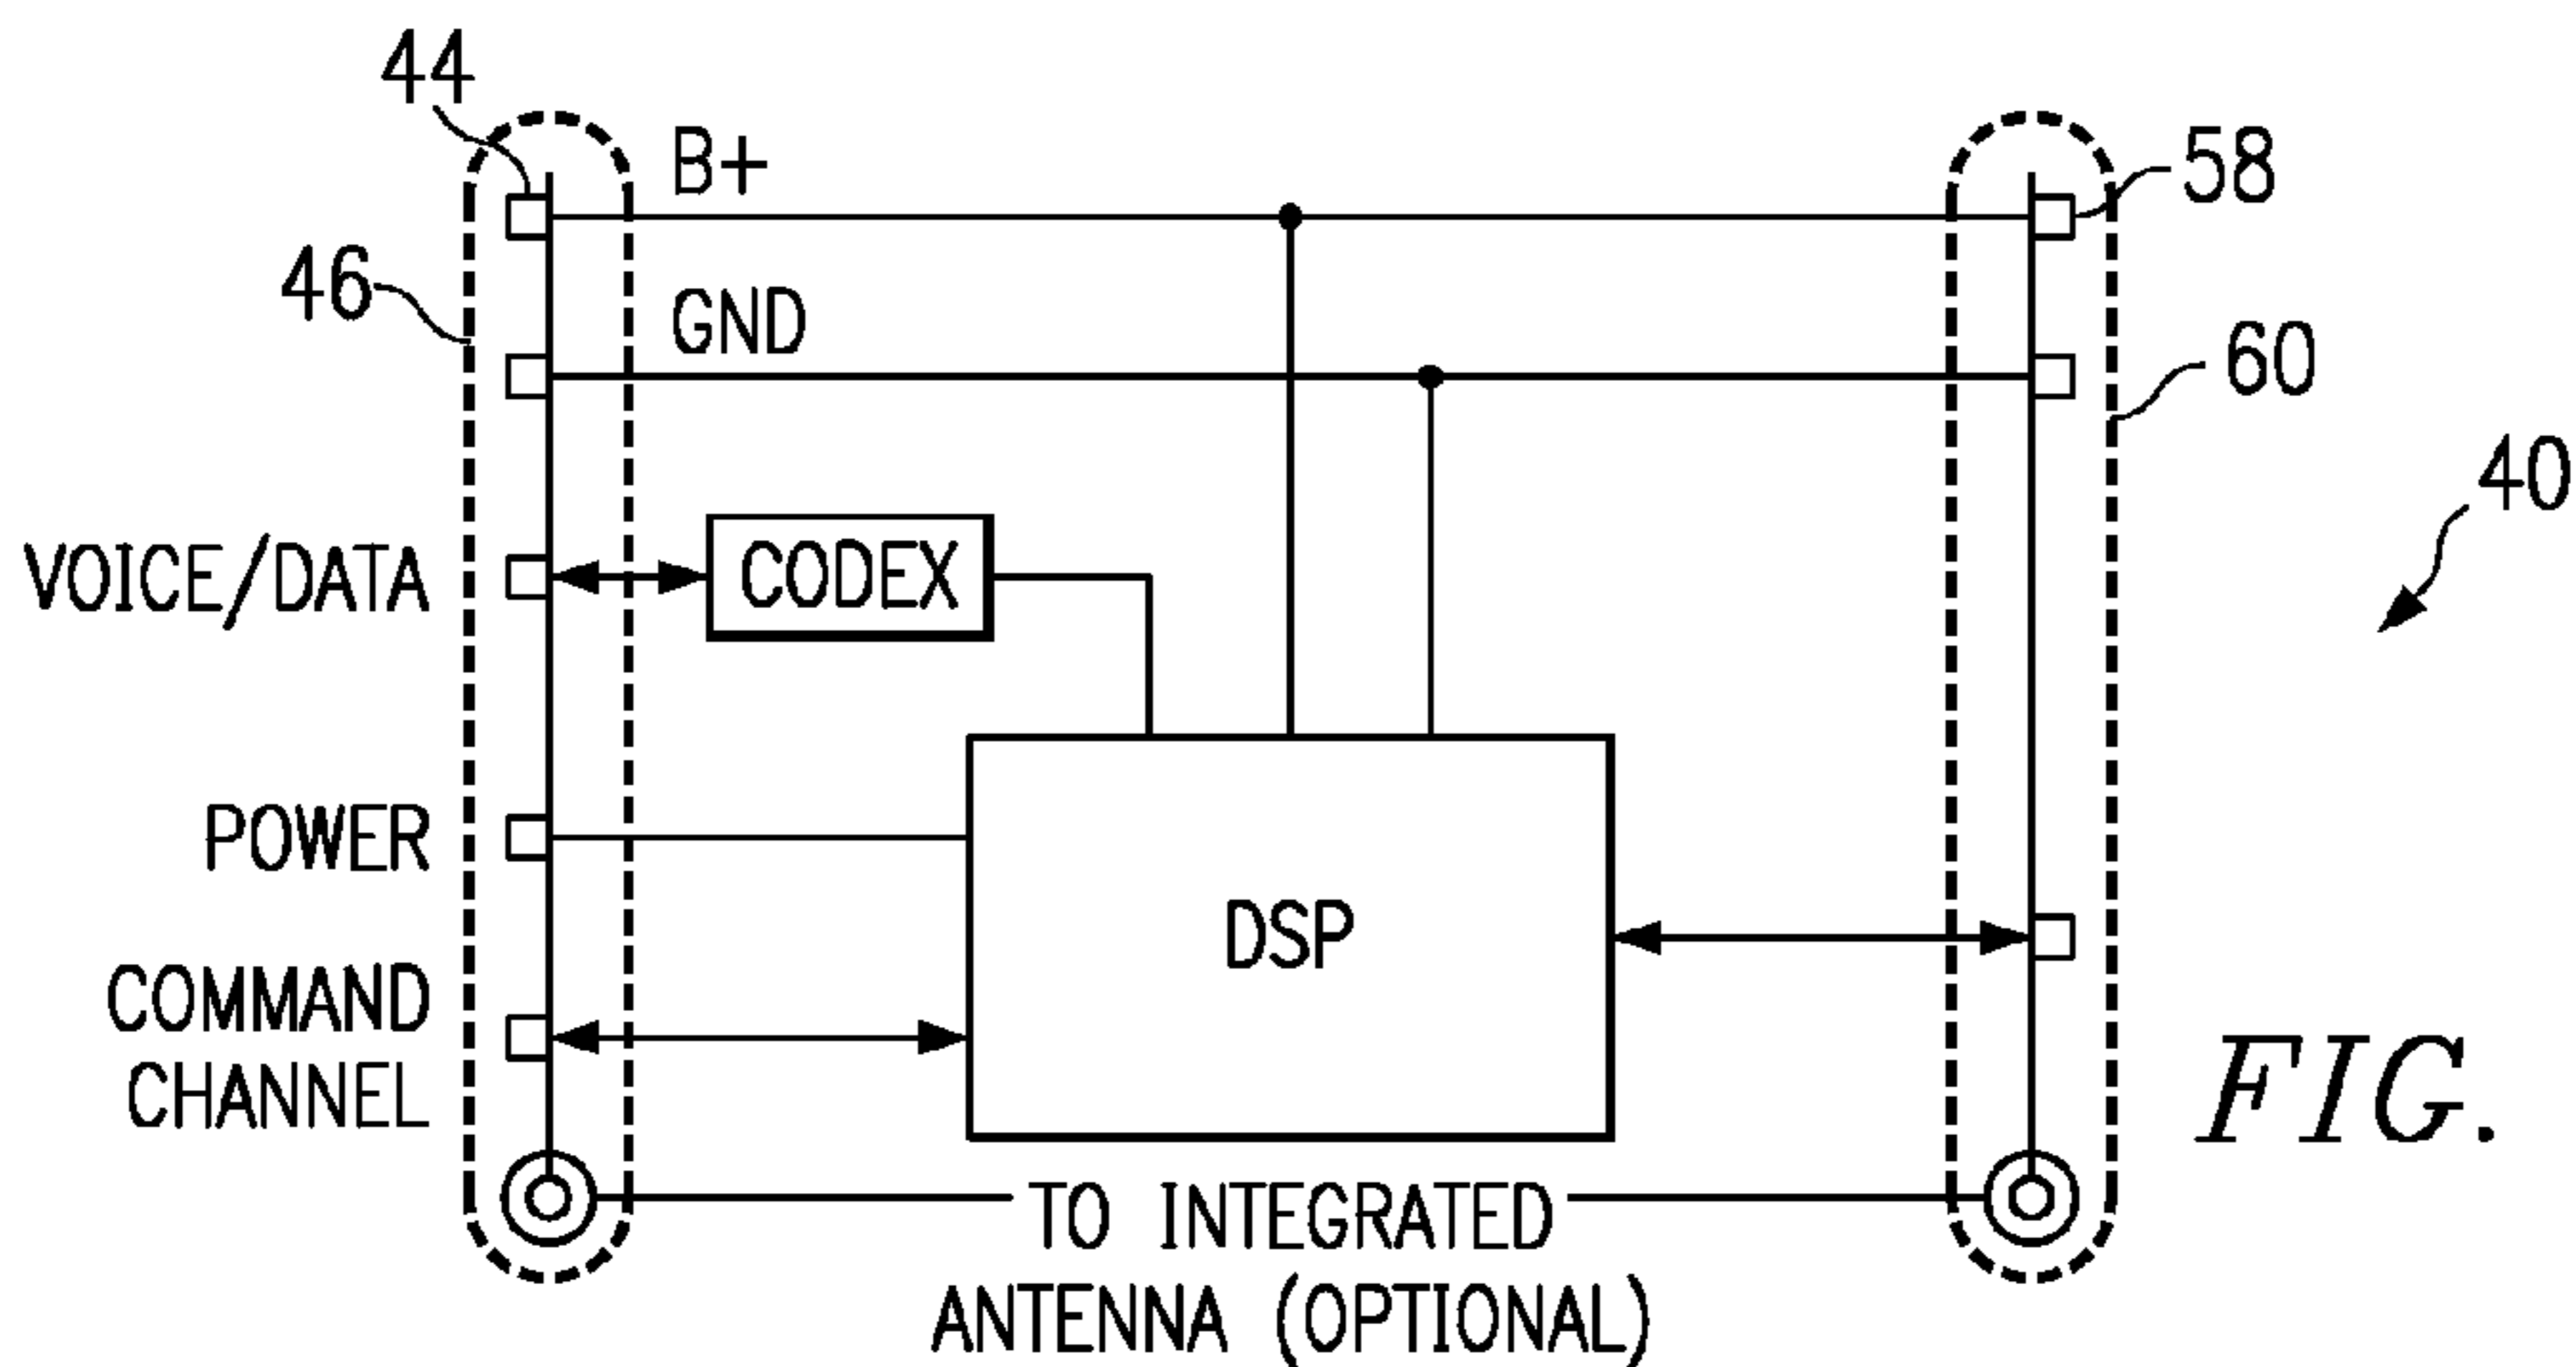 44
B+
58
46
GND
60
40
VOICE/DATA
CODEX
POWER
DSP
COMMAND
CHANNEL
FIG.
TO INTEGRATED
ANTENNA (OPTIONAL)